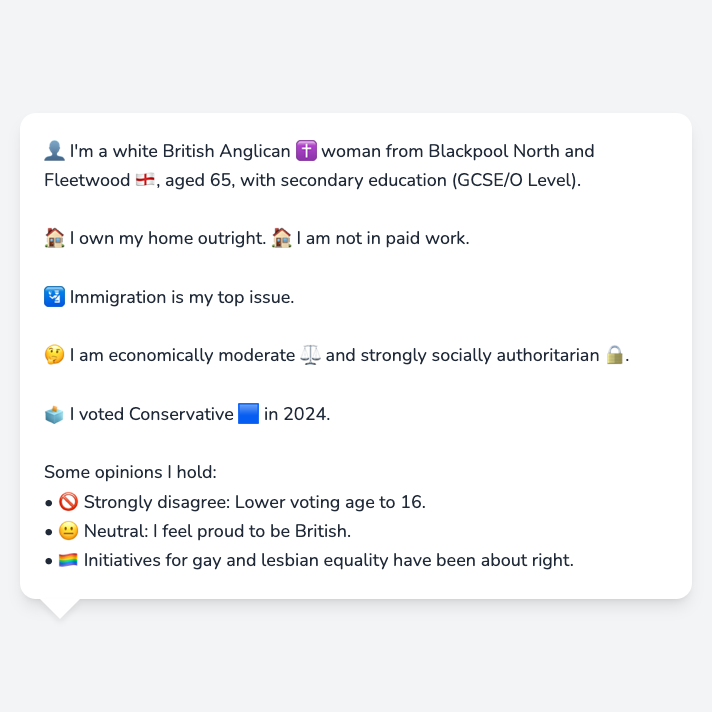 👤 I'm a white British Anglican ✝️ woman from Blackpool North and
Fleetwood 🏴󠁧󠁢󠁥󠁮󠁧󠁿, aged 65, with secondary education (GCSE/O Level).
🏠 I own my home outright. 🏠 I am not in paid work.
🛂 Immigration is my top issue.
🤔 I am economically moderate ⚖️ and strongly socially authoritarian 🔒.
🗳️ I voted Conservative 🟦 in 2024.
Some opinions I hold:
• 🚫 Strongly disagree: Lower voting age to 16.
• 😐 Neutral: I feel proud to be British.
• 🏳️‍🌈 Initiatives for gay and lesbian equality have been about right.